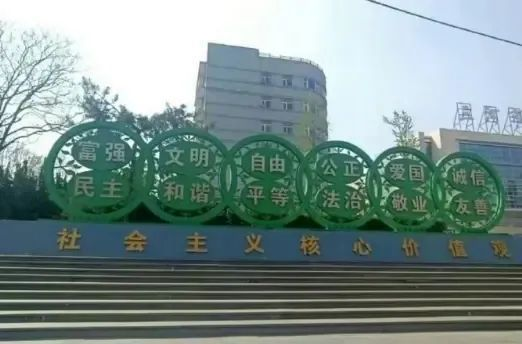 富强 文明 自由 公正 爱国 诚信
民主 和谐 平等 法治 敬业 友善
社会主义核心价值观